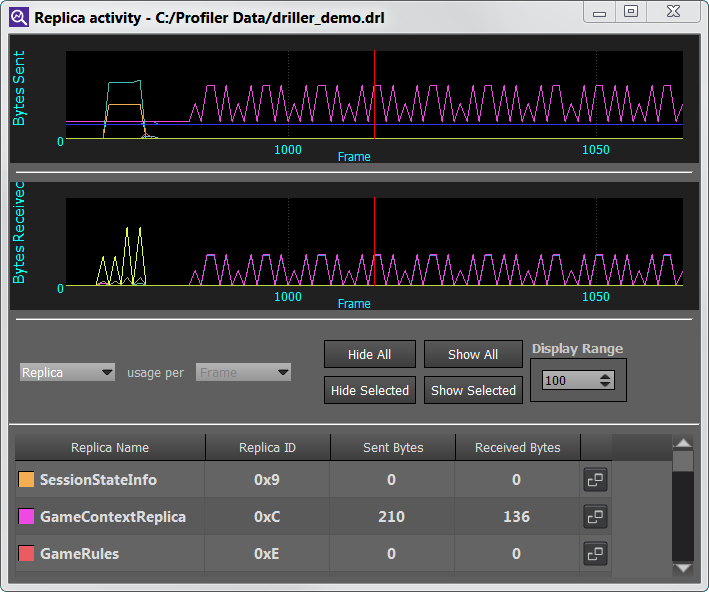 Replica activity - C:/Profiler Data/driller_demo.drl
Bytes Sent
0
1000
1050
Frame
Bytes Received
0
1000
1050
Frame
Replica usage per Frame
Hide All Show All
Hide Selected Show Selected
Display Range
100
Replica Name Replica ID Sent Bytes Received Bytes
SessionStateInfo 0x9 0 0
GameContextReplica 0xC 210 136
GameRules 0xE 0 0